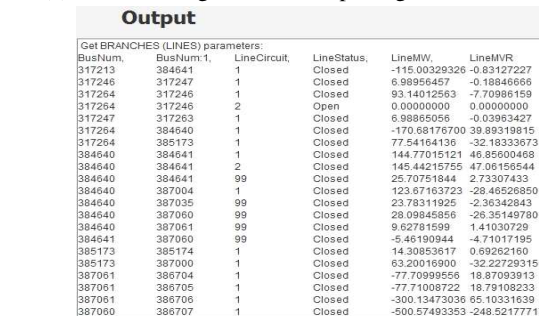 Output
Get BRANCHES (LINES) parameters:
BusNum, BusNum:1, LineCircuit, LineStatus, LineMW, LineMVR
317213 384641 1 Closed -115.00329326 -0.83127227
317246 317247 1 Closed 6.98956457 -0.18846666
317264 317246 1 Closed 93.14012563 -7.70986159
317264 317246 2 Open 0.00000000 0.00000000
317247 317263 1 Closed 6.98865056 -0.03963427
317264 384640 1 Closed -170.68176700 39.89319815
317264 385173 1 Closed 77.54164136 -32.18333673
384640 384641 1 Closed 144.77015121 46.85600468
384640 384641 2 Closed 145.44215755 47.06156544
384640 384641 99 Closed 25.70751844 2.73307433
384640 387004 1 Closed 123.67163723 -28.46526850
384640 387035 99 Closed 23.78311925 -2.36342843
384640 387060 99 Closed 28.09845856 -26.35149780
384640 387061 99 Closed 9.62781599 1.41030729
384641 387060 99 Closed -5.46190944 -4.71017195
385173 385174 1 Closed 14.30853617 0.69262160
385173 387000 1 Closed 63.20016900 -32.22729315
387061 386704 1 Closed -77.70999556 18.87093913
387061 386705 1 Closed -77.71008722 18.79108233
387061 386706 1 Closed -300.13473036 65.10331639
387060 386707 1 Closed -500.57493353 -248.5217771